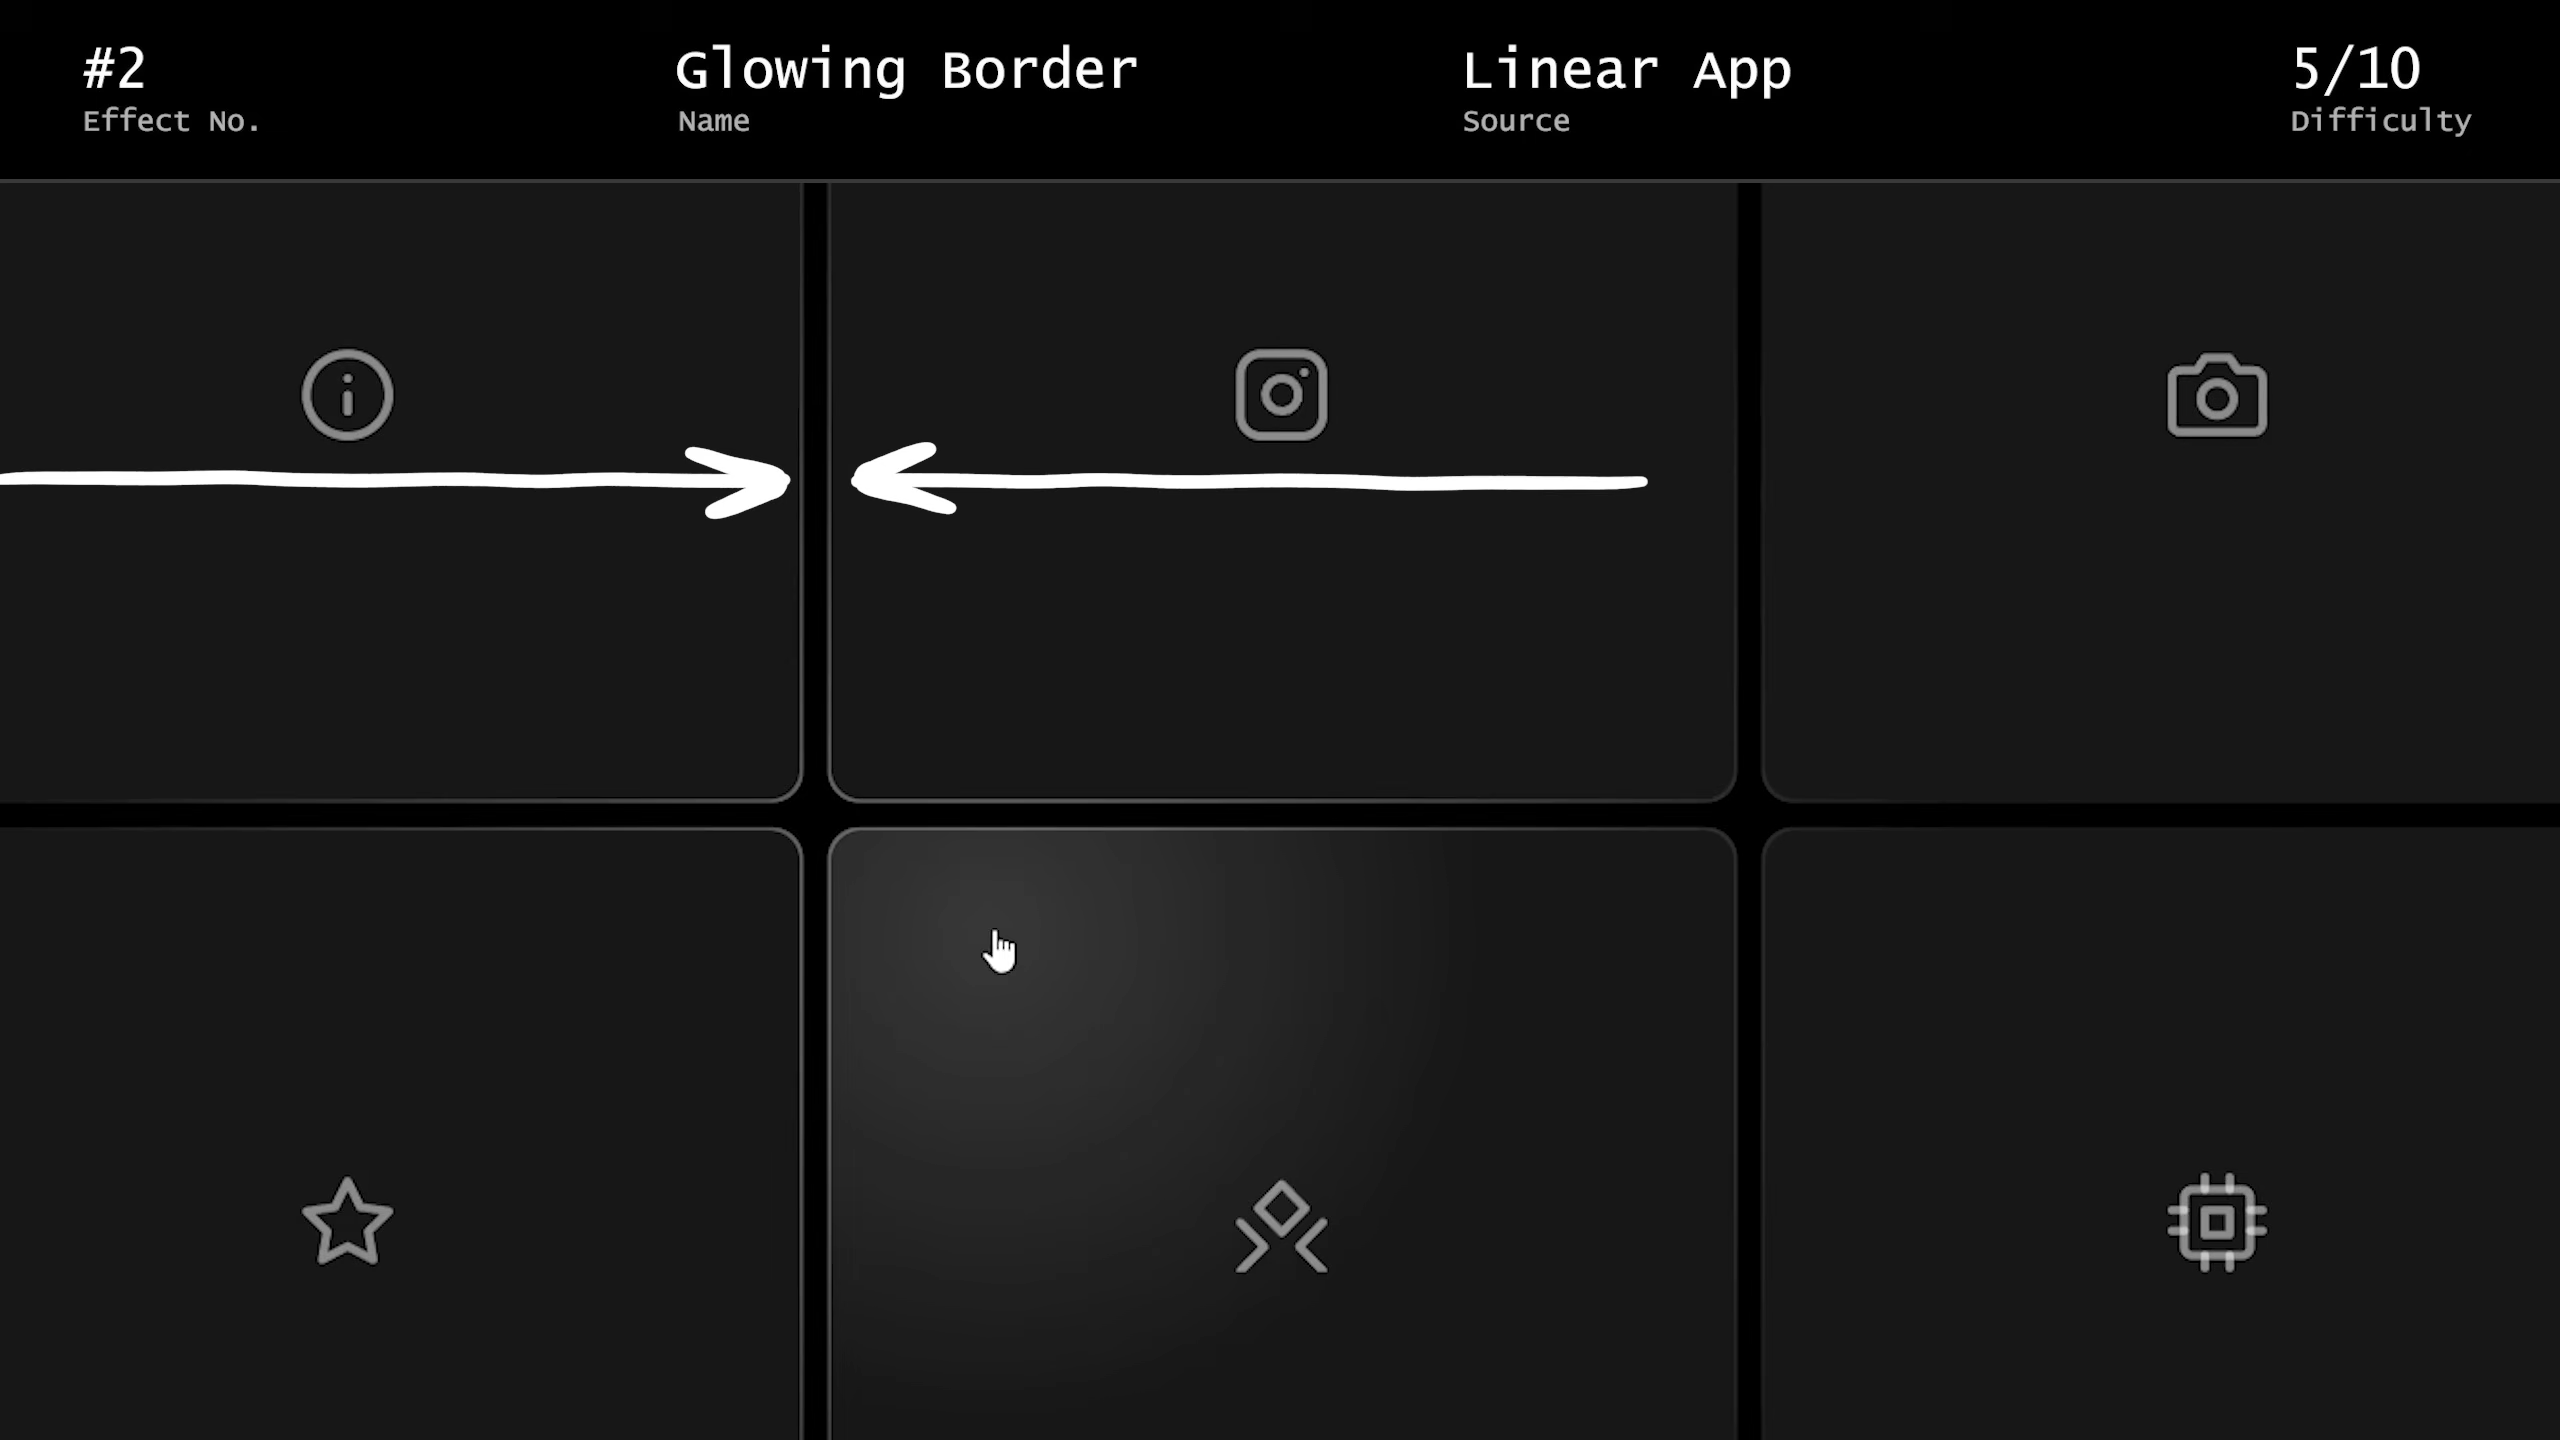 #2
Effect No.
Glowing Border
Name
Linear App
Source
5/10
Difficulty